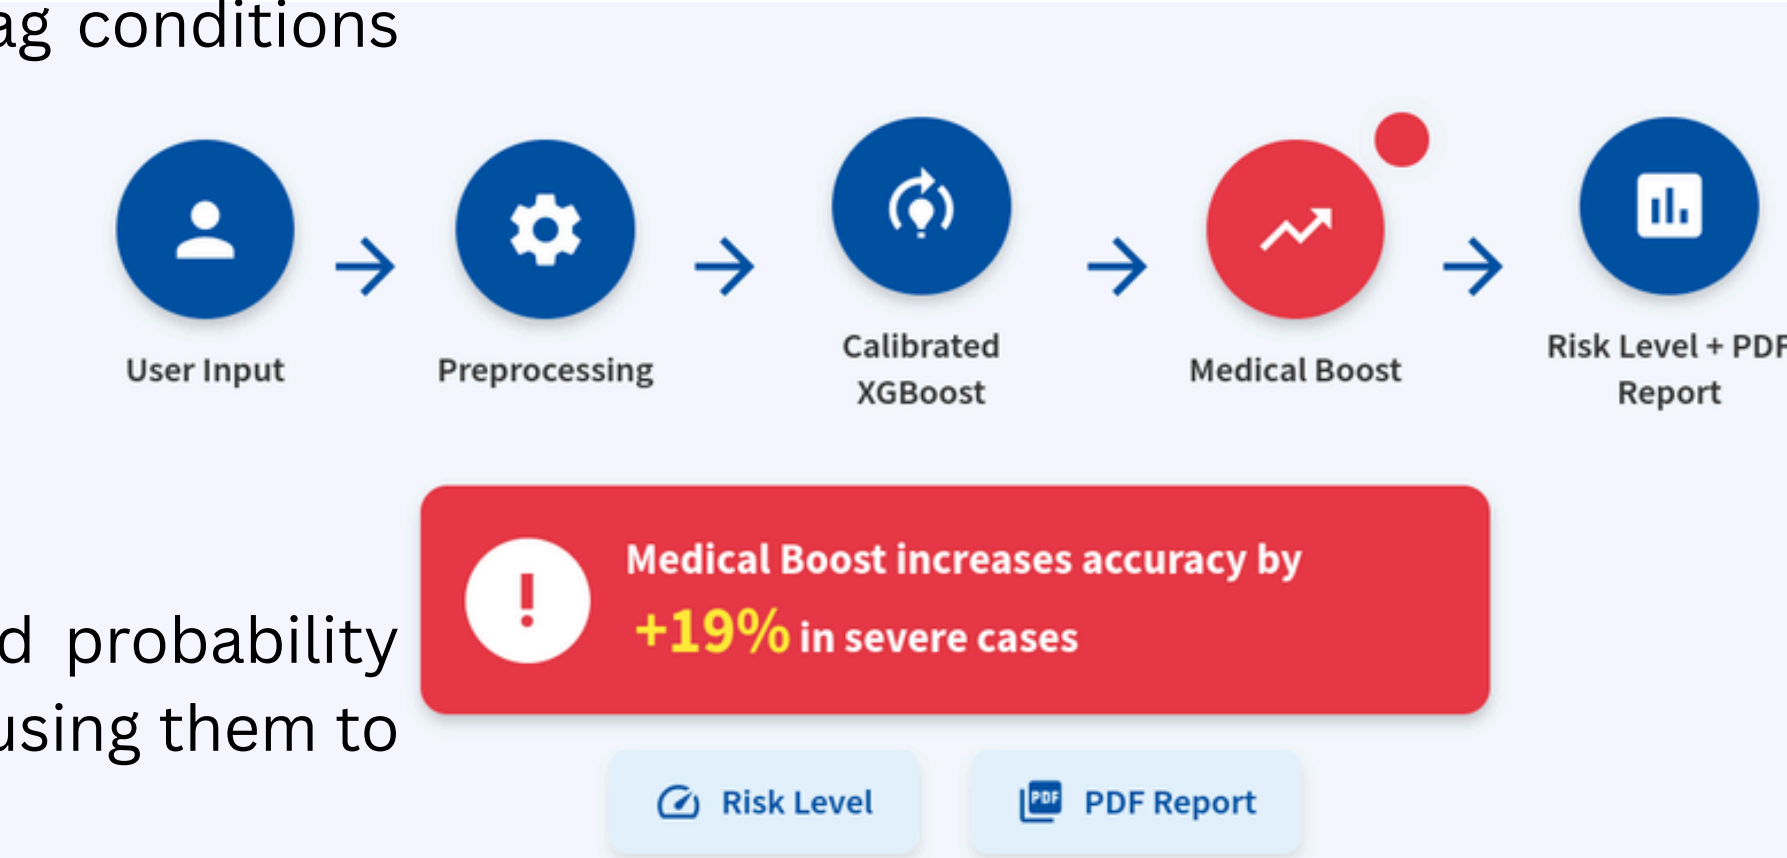 ag conditions
User Input
Preprocessing
Calibrated
XGBoost
Medical Boost
Risk Level + PDF
Report
!
Medical Boost increases accuracy by
+19% in severe cases
d probability
using them to
Risk Level
PDF PDF Report